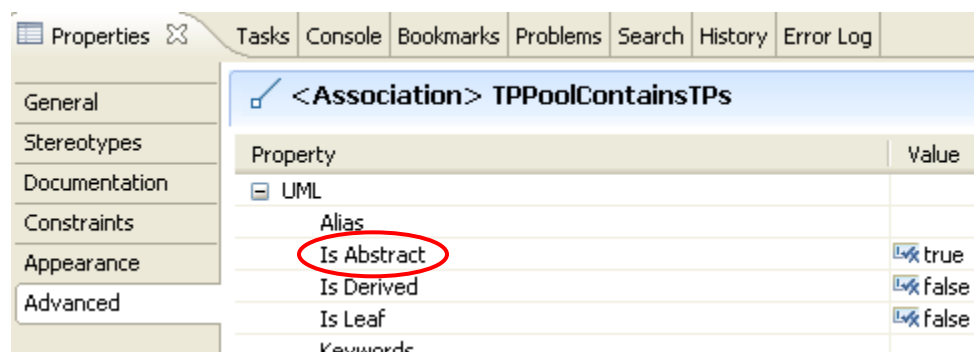 Properties Tasks Console Bookmarks Problems Search History Error Log
<Association> TPPoolContainsTPs
General
Stereotypes
Documentation
Constraints
Appearance
Advanced
Property Value
UML
Alias
Is Abstract true
Is Derived false
Is Leaf false
Keywords